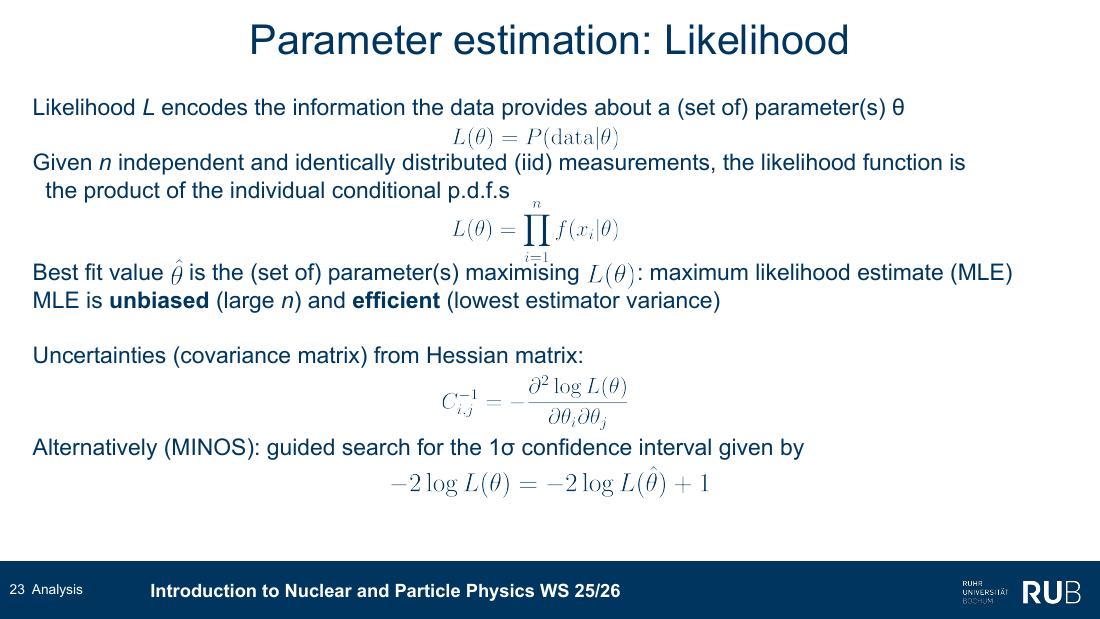 Parameter estimation: Likelihood
Likelihood L encodes the information the data provides about a (set of) parameter(s) θ
L(θ) = P(data|θ)
Given n independent and identically distributed (iid) measurements, the likelihood function is
the product of the individual conditional p.d.f.s
L(θ) = ∏_{i=1}^{n} f(x_i|θ)
Best fit value θ̂ is the (set of) parameter(s) maximising L(θ): maximum likelihood estimate (MLE)
MLE is unbiased (large n) and efficient (lowest estimator variance)
Uncertainties (covariance matrix) from Hessian matrix:
C_{i,j}^{-1} = -\frac{∂² log L(θ)}{∂θ_i ∂θ_j}
Alternatively (MINOS): guided search for the 1σ confidence interval given by
−2 log L(θ) = −2 log L(θ̂) + 1
23 Analysis
Introduction to Nuclear and Particle Physics WS 25/26
RUHR
UNIVERSITÄT
BOCHUM
RUB